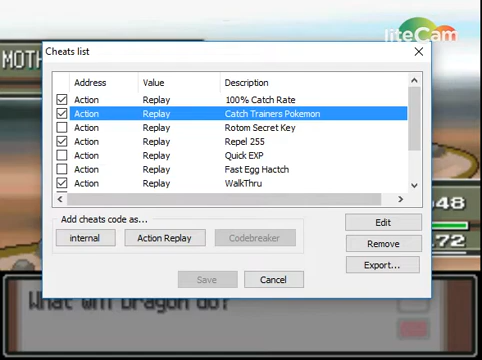 liteCam
Cheats list
MOTH
Address Value Description
Action Replay 100% Catch Rate
Action Replay Catch Trainers Pokemon
Action Replay Rotom Secret Key
Action Replay Repel 255
Action Replay Quick EXP
Action Replay Fast Egg Hactch
Action Replay WalkThru
Add cheats code as...
internal Action Replay Codebreaker
Edit
Remove
Export...
Save Cancel
48
172
What will Dragon do?